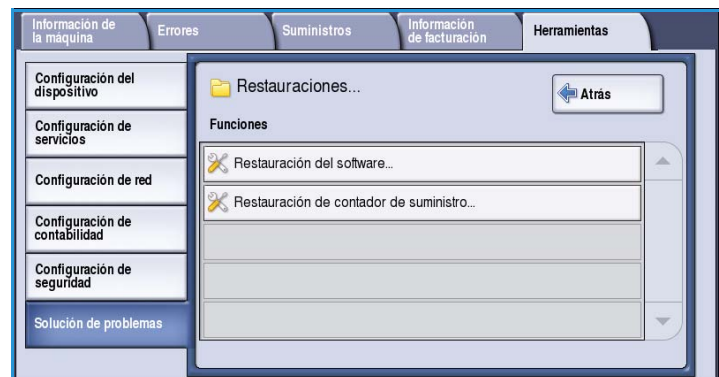 Información de
la máquina
Errores
Suministros
Información
de facturación
Herramientas
Configuración del
dispositivo
Configuración de
servicios
Configuración de red
Configuración de
contabilidad
Configuración de
seguridad
Solución de problemas
Restauraciones...
Atrás
Funciones
Restauración del software...
Restauración de contador de suministro...